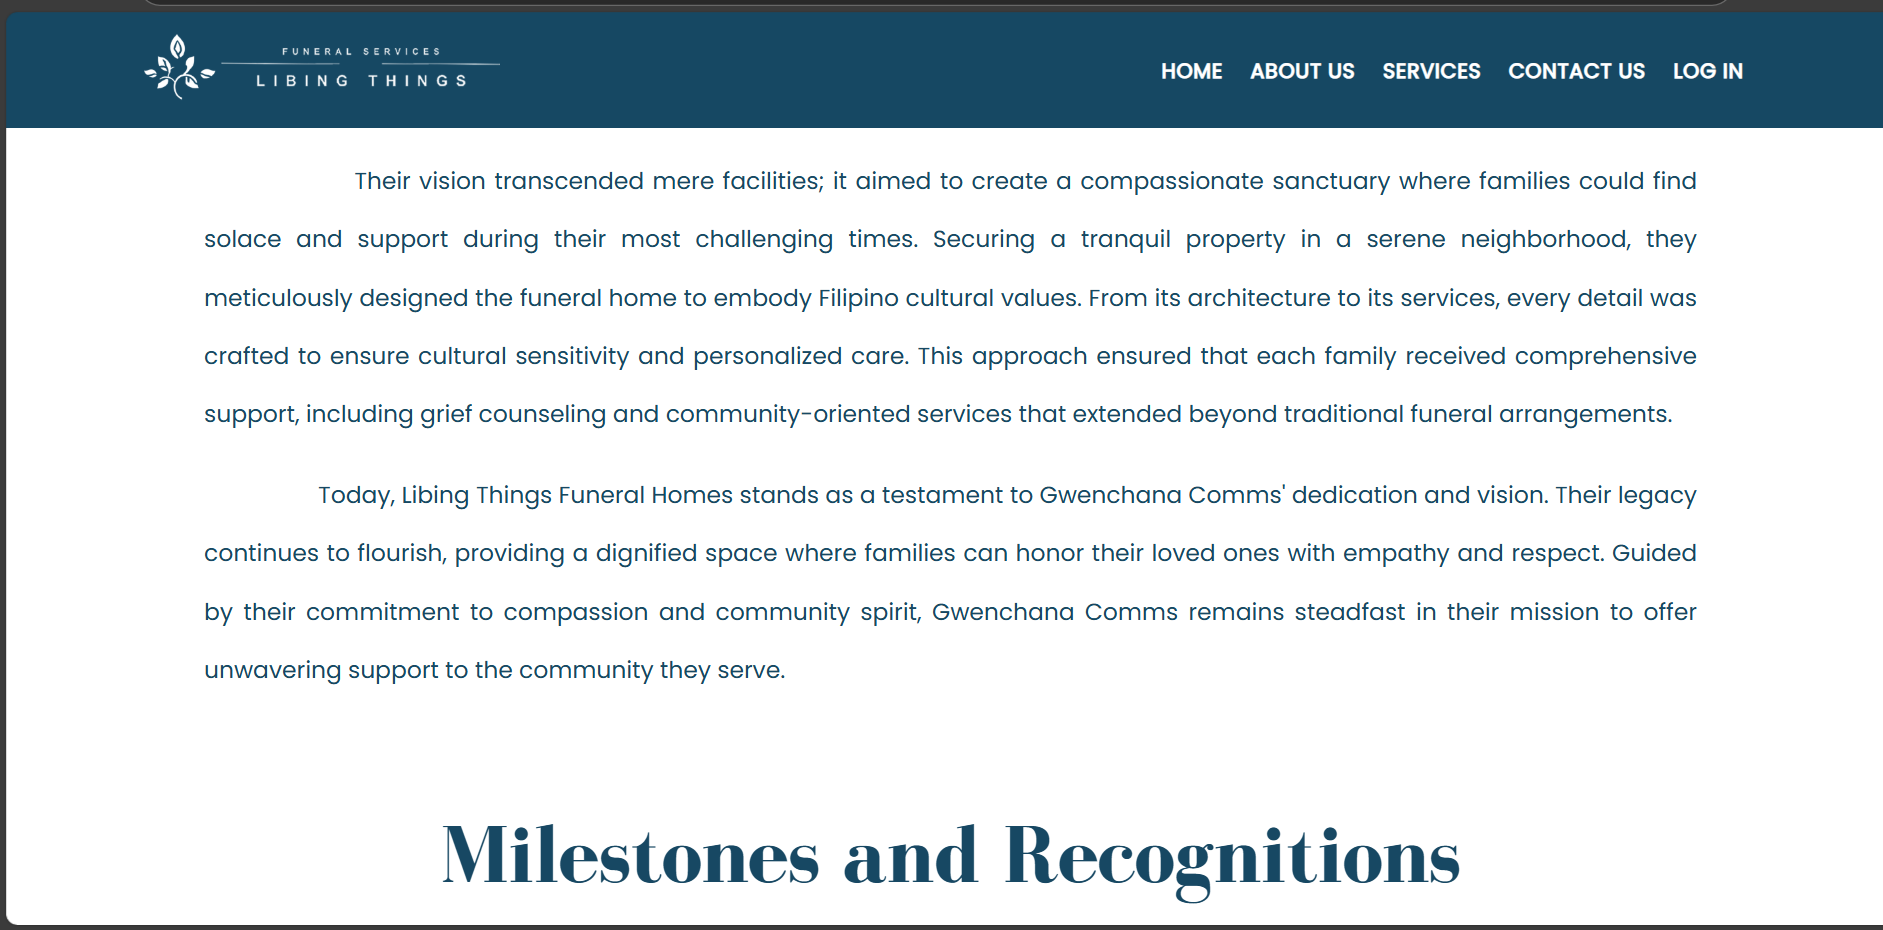 FUNERAL SERVICES
LIBING THINGS
HOME ABOUT US SERVICES CONTACT US LOG IN
Their vision transcended mere facilities; it aimed to create a compassionate sanctuary where families could find
solace and support during their most challenging times. Securing a tranquil property in a serene neighborhood, they
meticulously designed the funeral home to embody Filipino cultural values. From its architecture to its services, every detail was
crafted to ensure cultural sensitivity and personalized care. This approach ensured that each family received comprehensive
support, including grief counseling and community-oriented services that extended beyond traditional funeral arrangements.
Today, Libing Things Funeral Homes stands as a testament to Gwenchana Comms' dedication and vision. Their legacy
continues to flourish, providing a dignified space where families can honor their loved ones with empathy and respect. Guided
by their commitment to compassion and community spirit, Gwenchana Comms remains steadfast in their mission to offer
unwavering support to the community they serve.
Milestones and Recognitions